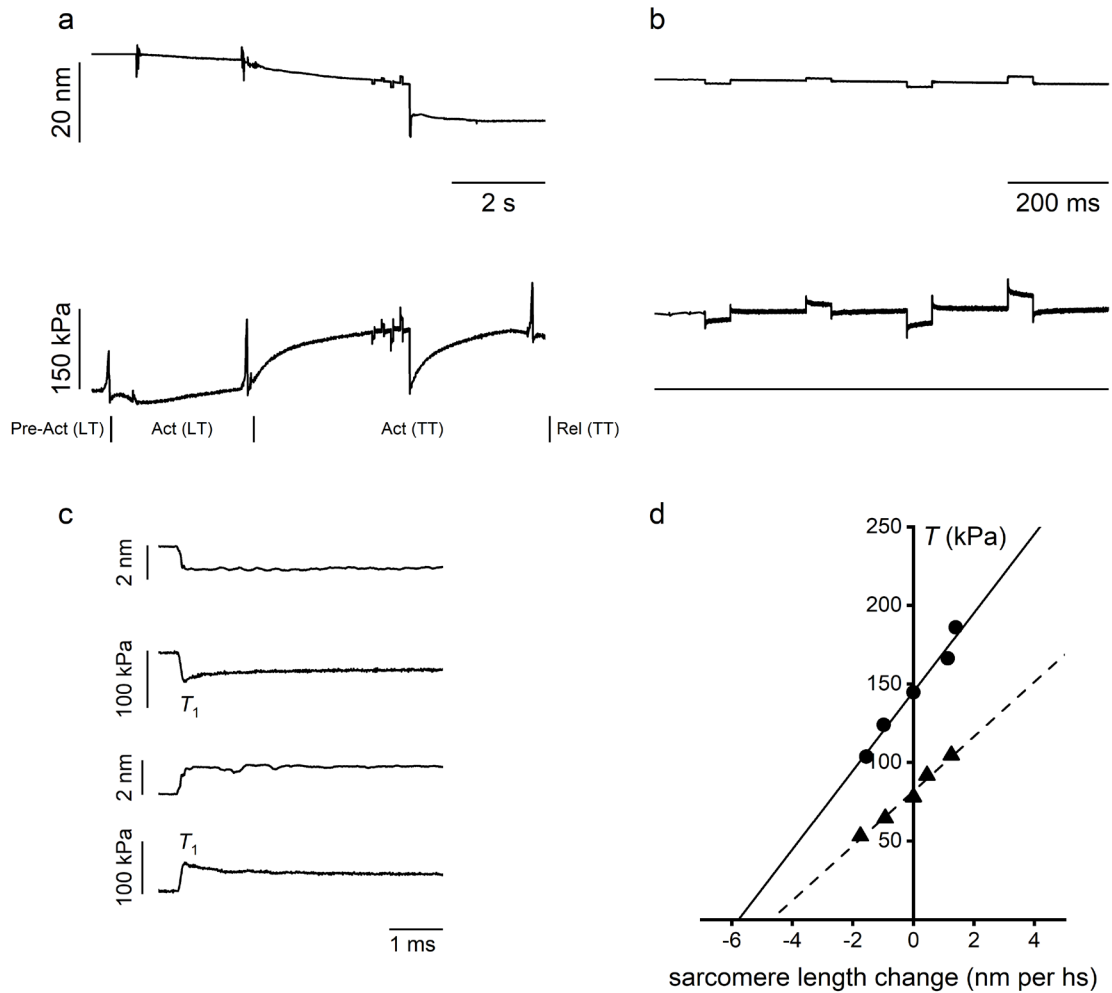 a
20 nm
2 s
150 kPa
Pre-Act (LT) Act (LT) Act (TT) Rel (TT)
b
200 ms
c
2 nm
100 kPa
T1
2 nm
100 kPa
T1
1 ms
d
T (kPa)
250
200
150
100
50
-6 -4 -2 0 2 4
sarcomere length change (nm per hs)